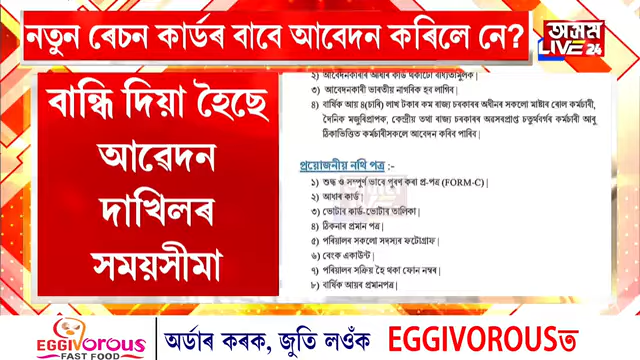 নতুন ৰেচন কাৰ্ডৰ বাবে আবেদন কৰিলে নে?
অসম
LIVE 24
বান্ধি দিয়া হৈছে
আৱেদন
দাখিলৰ
সময়সীমা
২) আবেদনকাৰীৰ আধাৰ কাৰ্ড থকাটো বাধ্যতামূলক
৩) আবেদনকাৰী ভাৰতীয় নাগৰিক হব লাগিব|
৪) বাৰ্ষিক আয় 4(চাৰি) লাখ টকাৰ কম ৰাজ্য চৰকাৰৰ অধীনৰ সকলো মাষ্টাৰ ৰোল কৰ্মচাৰী,
দৈনিক মজুৰিপ্ৰাপক, কেন্দ্ৰীয় তথা ৰাজ্য চৰকাৰৰ অৱসৰপ্ৰাপ্ত চতুৰ্থবৰ্গৰ কৰ্মচাৰী আৰু
ঠিকাভিত্তিত কৰ্মচাৰীসকলে আবেদন কৰিব পাৰিব|
প্ৰয়োজনীয় নথি পত্ৰ :-
১) শুদ্ধ ও সম্পূৰ্ণ ভাবে পূৰণ কৰা প্ৰ-পত্ৰ (FORM-C)|
২) আধাৰ কাৰ্ড|
৩) ভোটাৰ কাৰ্ড-ভোটাৰ তালিকা|
৪) ঠিকনাৰ প্ৰমান পত্ৰ|
৫) পৰিয়ালৰ সকলো সদস্যৰ ফটোগ্ৰাফ|
৬) বেংক একাউন্ট|
৭) পৰিয়ালৰ সক্ৰিয় হৈ থকা ফোন নম্বৰ|
৮) বাৰ্ষিক আয়ৰ প্ৰমানপত্ৰ|
EGGIVOROUS
FAST FOOD
অৰ্ডাৰ কৰক, জুতি লওঁক
EGGIVOROUSত